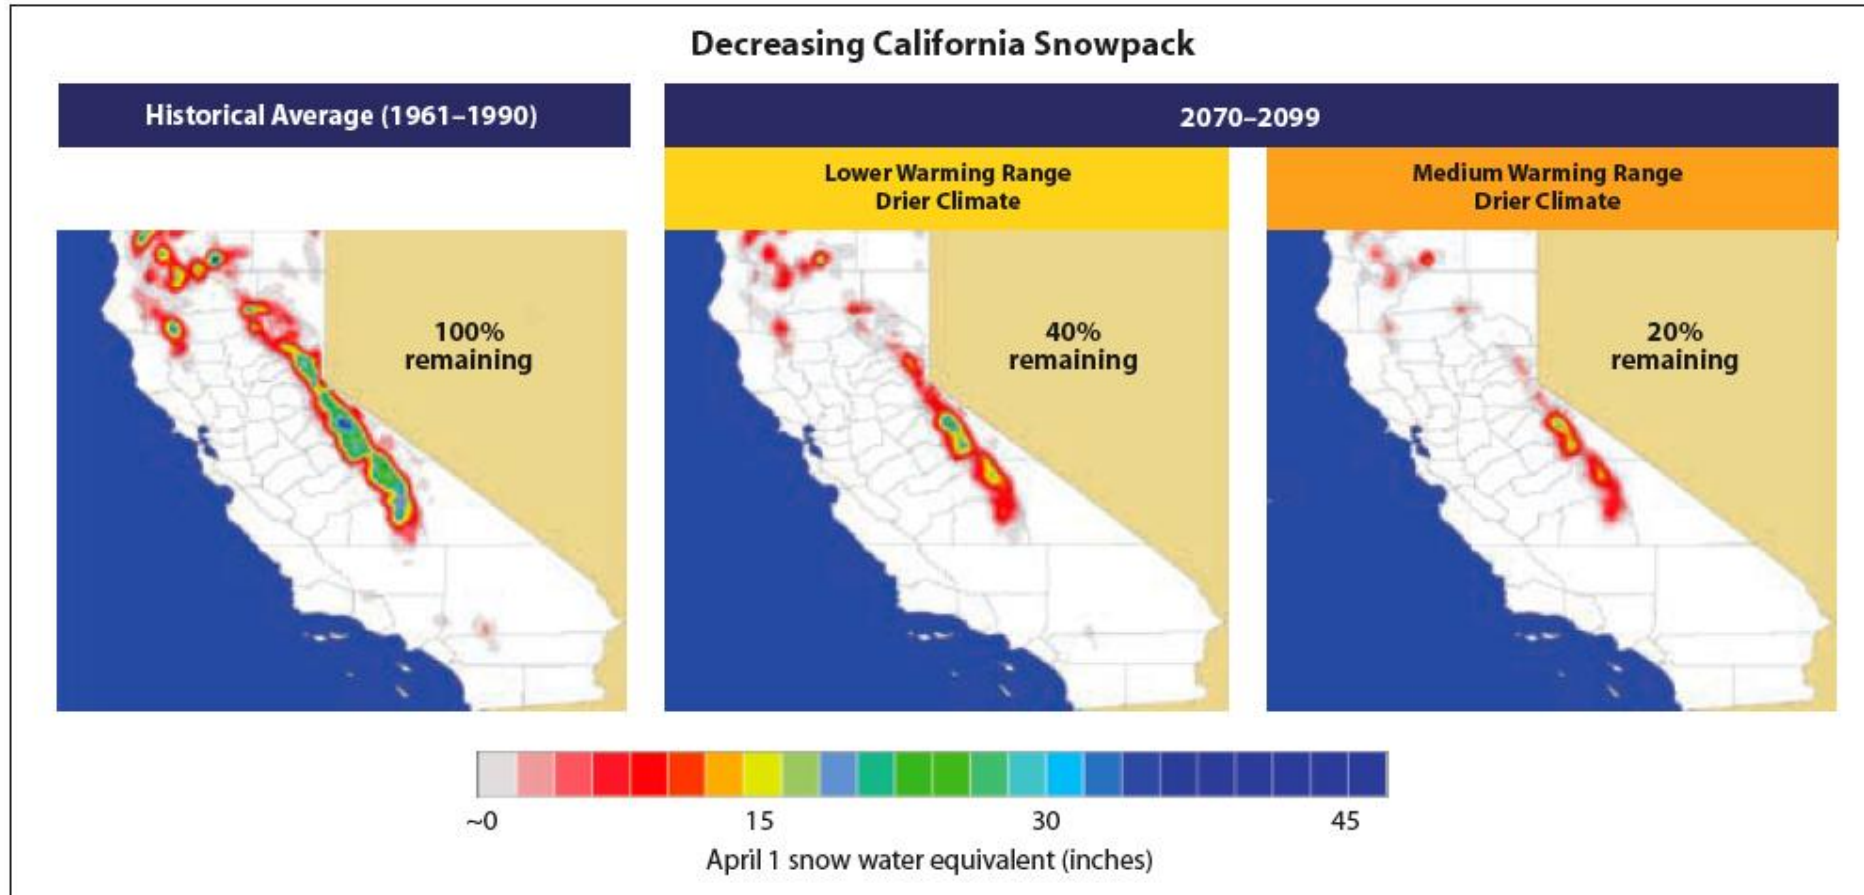 Decreasing California Snowpack
Historical Average (1961–1990)
2070–2099
Lower Warming Range
Drier Climate
Medium Warming Range
Drier Climate
100%
remaining
40%
remaining
20%
remaining
~0
15
30
45
April 1 snow water equivalent (inches)